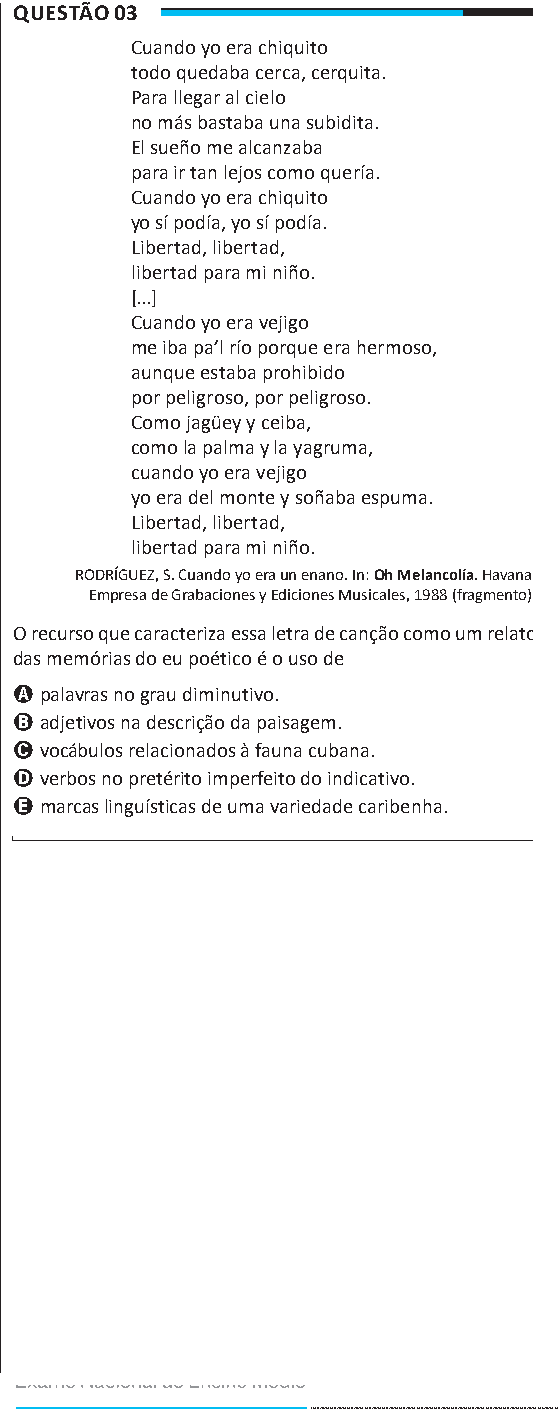 QUESTÃO 03
Cuando yo era chiquito
todo quedaba cerca, cerquita.
Para llegar al cielo
no más bastaba una subidita.
El sueño me alcanzaba
para ir tan lejos como quería.
Cuando yo era chiquito
yo sí podía, yo sí podía.
Libertad, libertad,
libertad para mi niño.
[...]
Cuando yo era vejigo
me iba pa’l río porque era hermoso,
aunque estaba prohibido
por peligroso, por peligroso.
Como jagüey y ceiba,
como la palma y la yagruma,
cuando yo era vejigo
yo era del monte y soñaba espuma.
Libertad, libertad,
libertad para mi niño.
RODRÍGUEZ, S. Cuando yo era un enano. In: Oh Melancolía. Havana
Empresa de Grabaciones y Ediciones Musicales, 1988 (fragmento)
O recurso que caracteriza essa letra de canção como um relato
das memórias do eu poético é o uso de
A palavras no grau diminutivo.
B adjetivos na descrição da paisagem.
C vocábulos relacionados à fauna cubana.
D verbos no pretérito imperfeito do indicativo.
E marcas linguísticas de uma variedade caribenha.
Exame Nacional do Ensino Médio